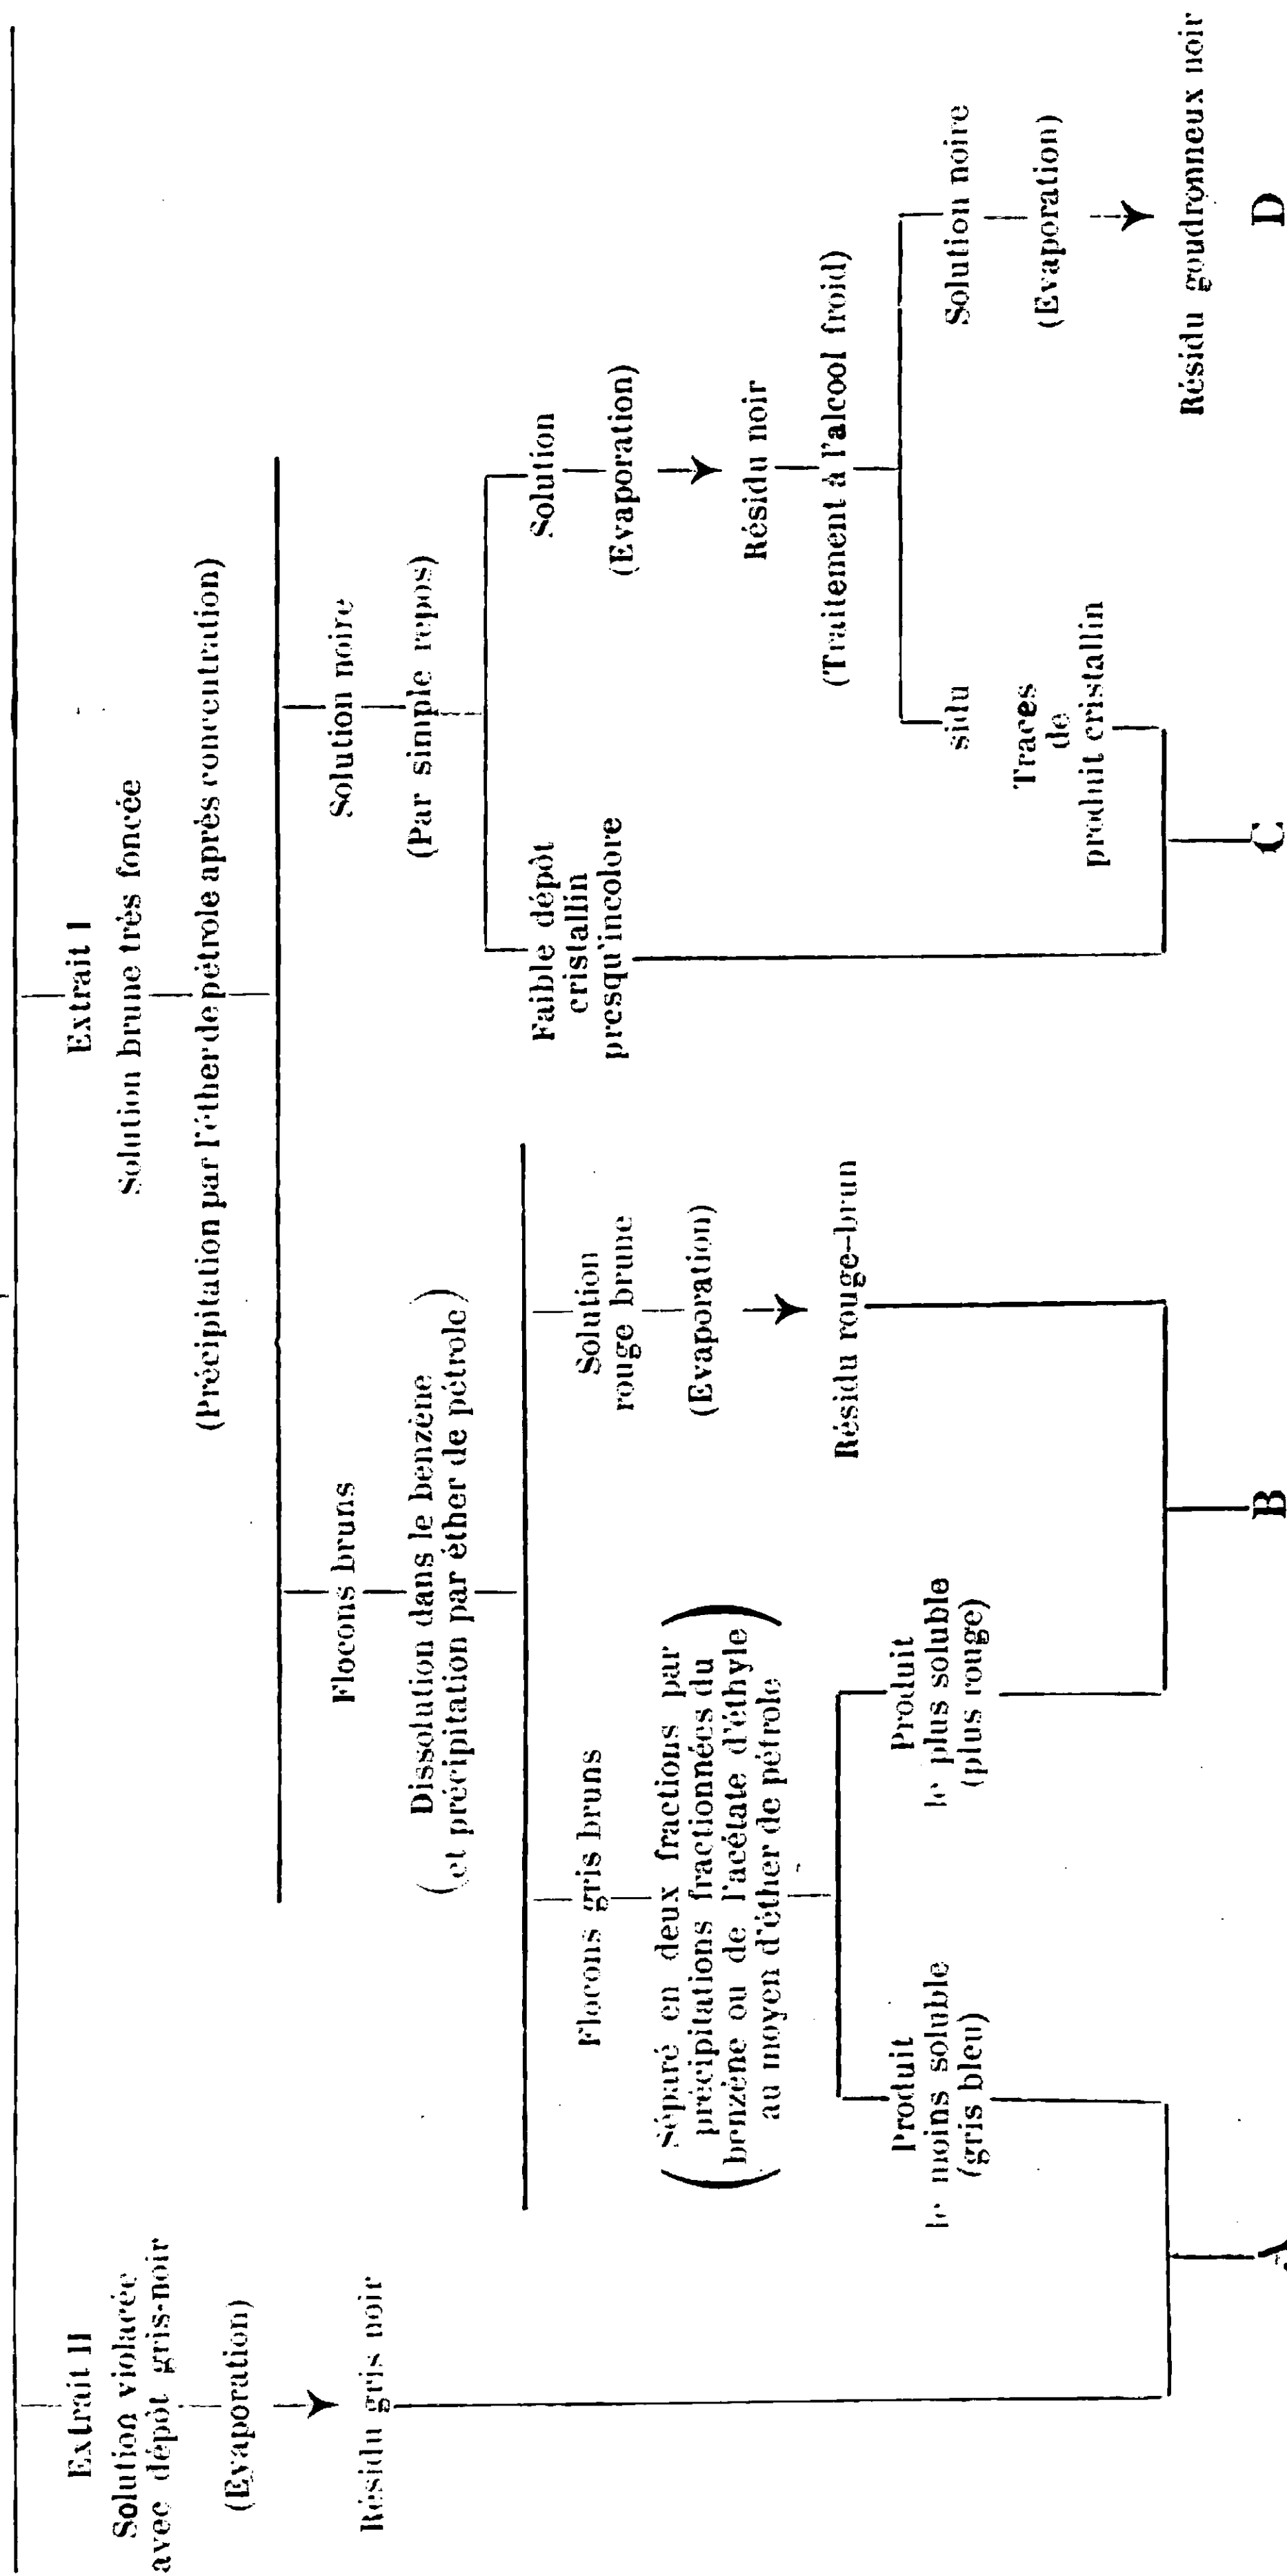 Extrait II
Solution violacée
avec dépôt gris-noir
(Evaporation)
Résidu gris noir
Extrait I
Solution brune très foncée
(Précipitation par l'éther de pétrole après concentration)
Flocons bruns
(Dissolution dans le benzène
et précipitation par éther de pétrole)
Flocons gris bruns
(Séparé en deux fractions par
précipitations fractionnées du
benzène ou de l'acétate d'éthyle
au moyen d'éther de pétrole)
Produit
le moins soluble
(gris bleu)
Produit
le plus soluble
(plus rouge)
Solution
rouge brune
(Evaporation)
Résidu rouge-brun
Solution noire
(Par simple repos)
Faible dépôt
cristallin
presqu'incolore
Solution
(Evaporation)
Résidu noir
(Traitement à l'alcool froid)
sidu
Traces
de
produit cristallin
Solution noire
(Evaporation)
Résidu goudronneux noir
A
B
C
D